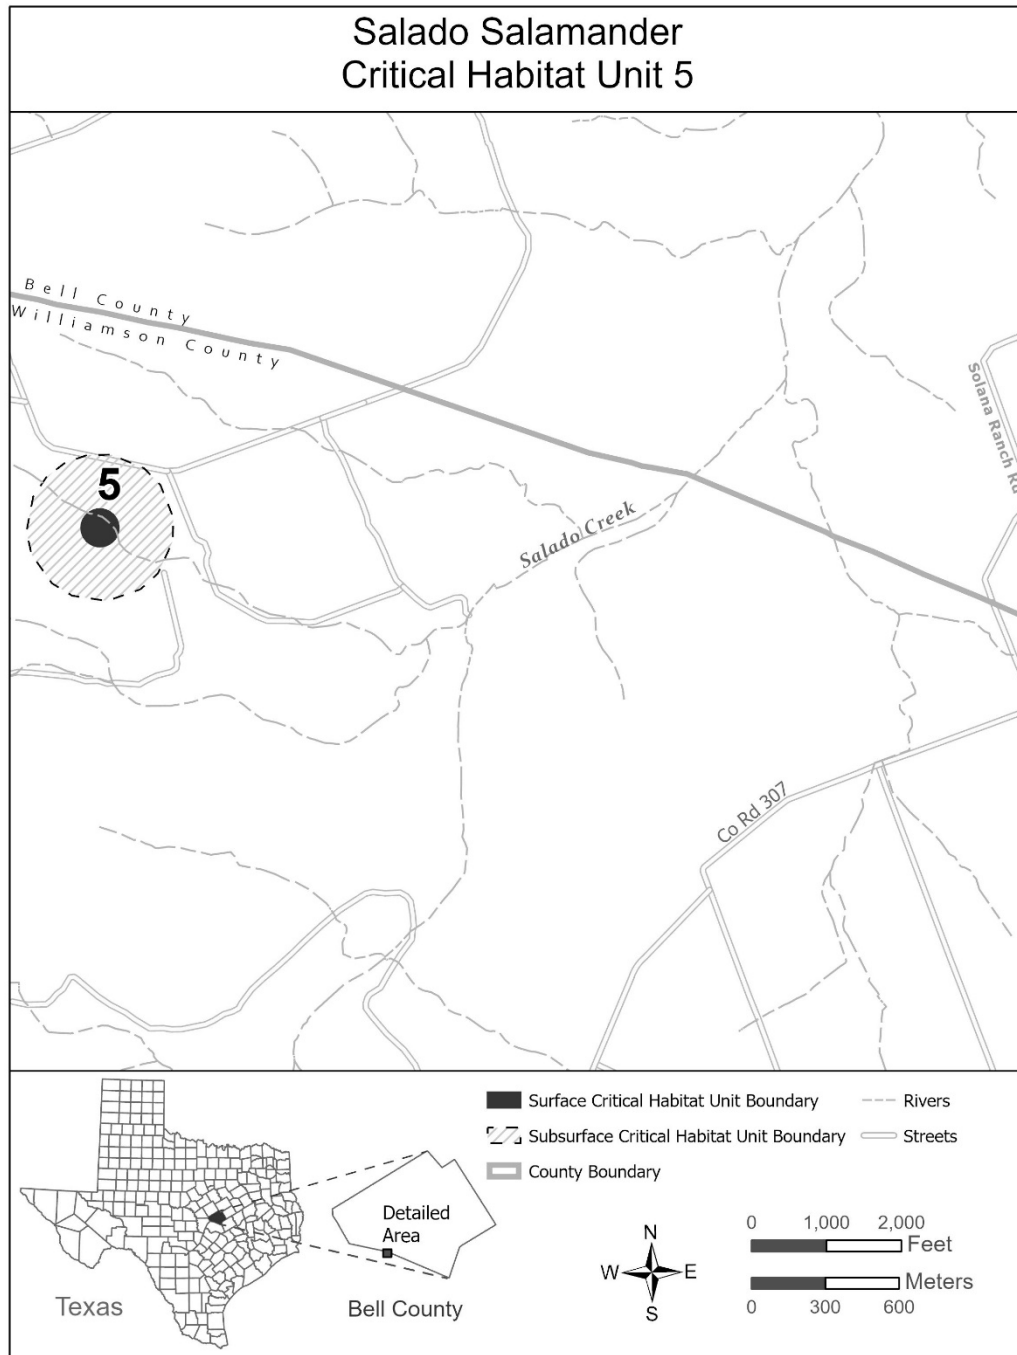 Salado Salamander
Critical Habitat Unit 5
Bell County
Williamson County
Solana Ranch Rd
5
Salado Creek
Co Rd 307
Surface Critical Habitat Unit Boundary
Rivers
Subsurface Critical Habitat Unit Boundary
Streets
County Boundary
Detailed
Area
Texas
Bell County
N
W
E
S
0 1,000 2,000
Feet
Meters
0 300 600